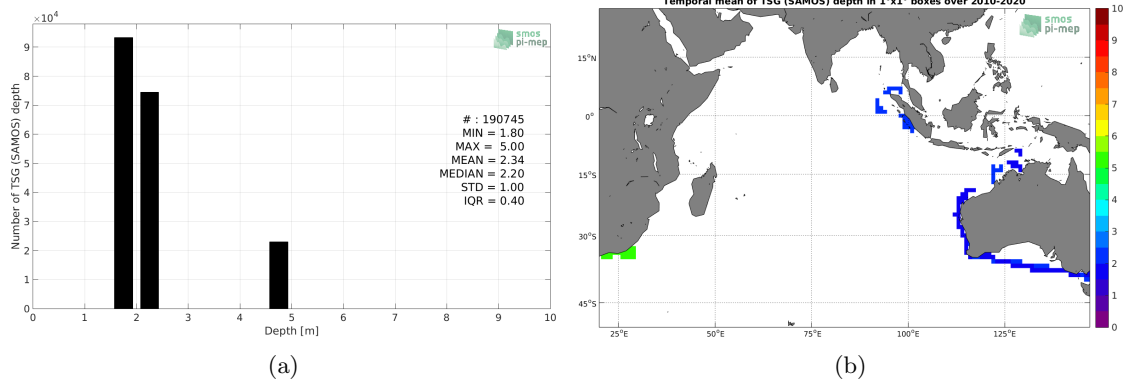 ×10⁴
9
8
7
6
5
4
3
2
1
0
Number of TSG (SAMOS) depth
0 1 2 3 4 5 6 7 8 9 10
Depth [m]
smos
pi-mep
# : 190745
MIN = 1.80
MAX = 5.00
MEAN = 2.34
MEDIAN = 2.20
STD = 1.00
IQR = 0.40
(a)
Temporal mean of TSG (SAMOS) depth in 1°x1° boxes over 2010-2020
smos
pi-mep
15°N
0°
15°S
30°S
45°S
25°E 50°E 75°E 100°E 125°E
10
9
8
7
6
5
4
3
2
1
0
(b)